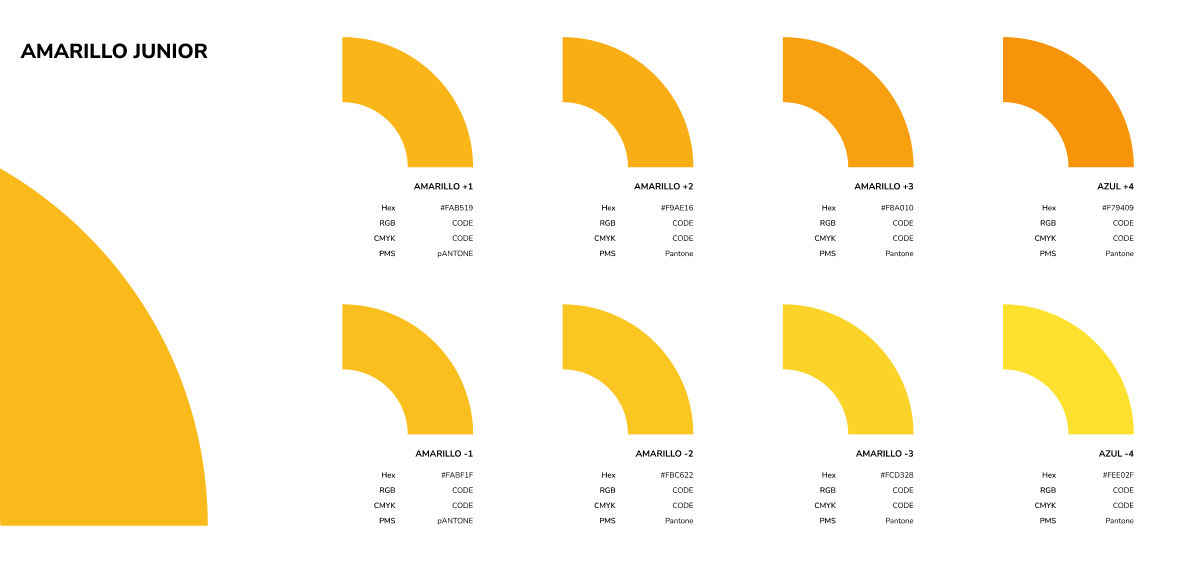 AMARILLO JUNIOR
AMARILLO +1
Hex #FAB519
RGB CODE
CMYK CODE
PMS pANTONE
AMARILLO +2
Hex #F9AE16
RGB CODE
CMYK CODE
PMS Pantone
AMARILLO +3
Hex #F8A010
RGB CODE
CMYK CODE
PMS Pantone
AZUL +4
Hex #F79409
RGB CODE
CMYK CODE
PMS Pantone
AMARILLO -1
Hex #FABF1F
RGB CODE
CMYK CODE
PMS pANTONE
AMARILLO -2
Hex #FBC622
RGB CODE
CMYK CODE
PMS Pantone
AMARILLO -3
Hex #FCD328
RGB CODE
CMYK CODE
PMS Pantone
AZUL -4
Hex #FEE02F
RGB CODE
CMYK CODE
PMS Pantone